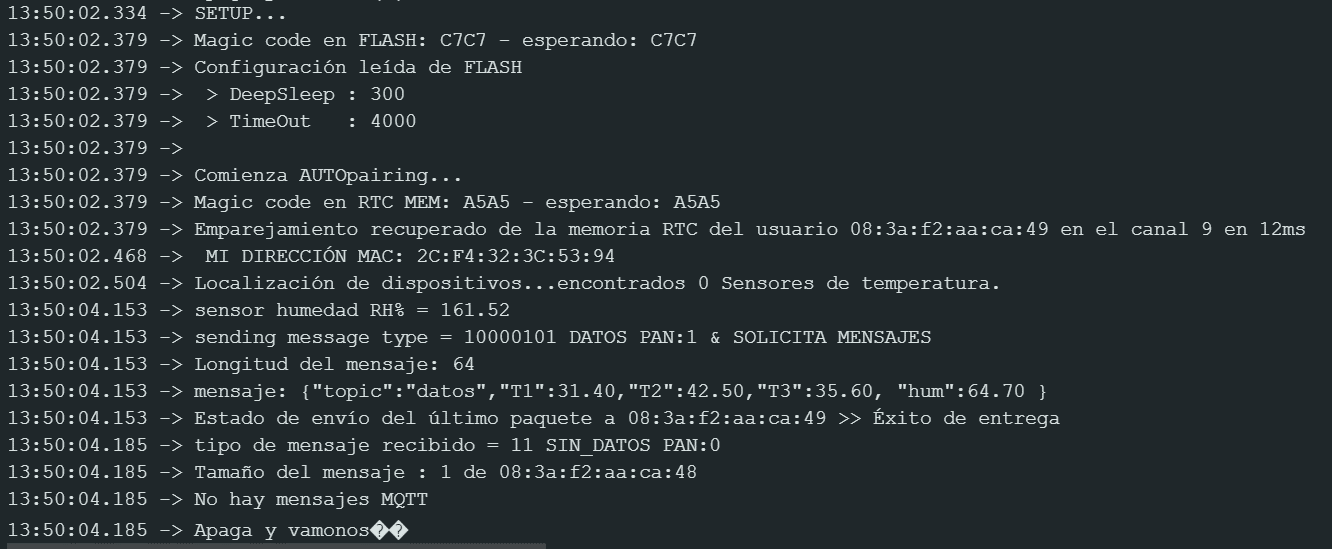 13:50:02.334 -> SETUP...
13:50:02.379 -> Magic code en FLASH: C7C7 - esperando: C7C7
13:50:02.379 -> Configuración leída de FLASH
13:50:02.379 ->  > DeepSleep : 300
13:50:02.379 ->  > TimeOut   : 4000
13:50:02.379 ->
13:50:02.379 -> Comienza AUTOpairing...
13:50:02.379 -> Magic code en RTC MEM: A5A5 - esperando: A5A5
13:50:02.379 -> Emparejamiento recuperado de la memoria RTC del usuario 08:3a:f2:aa:ca:49 en el canal 9 en 12ms
13:50:02.468 ->  MI DIRECCIÓN MAC: 2C:F4:32:3C:53:94
13:50:02.504 -> Localización de dispositivos...encontrados 0 Sensores de temperatura.
13:50:04.153 -> sensor humedad RH% = 161.52
13:50:04.153 -> sending message type = 10000101 DATOS PAN:1 & SOLICITA MENSAJES
13:50:04.153 -> Longitud del mensaje: 64
13:50:04.153 -> mensaje: {"topic":"datos","T1":31.40,"T2":42.50,"T3":35.60, "hum":64.70 }
13:50:04.153 -> Estado de envío del último paquete a 08:3a:f2:aa:ca:49 >> Éxito de entrega
13:50:04.185 -> tipo de mensaje recibido = 11 SIN_DATOS PAN:0
13:50:04.185 -> Tamaño del mensaje : 1 de 08:3a:f2:aa:ca:48
13:50:04.185 -> No hay mensajes MQTT
13:50:04.185 -> Apaga y vamonos��